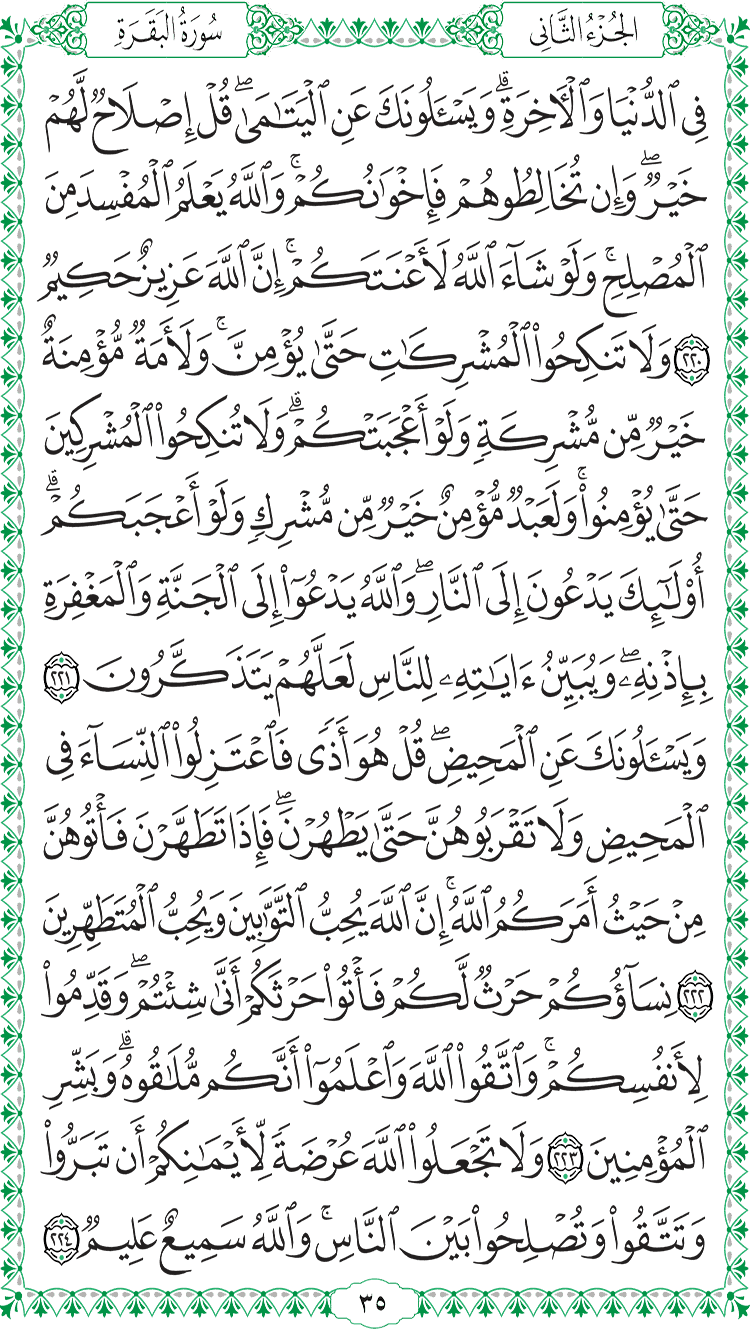 الجُزْءُ الثَّانِي
سُورَةُ البَقَرَةِ
فِي ٱلدُّنْيَا وَٱلْأٓخِرَةِۗ وَيَسْـَٔلُونَكَ عَنِ ٱلْيَتَٰمَىٰۖ قُلْ إِصْلَاحٌ لَّهُمْ
خَيْرٌۖ وَإِن تُخَالِطُوهُمْ فَإِخْوَٰنُكُمْۚ وَٱللَّهُ يَعْلَمُ ٱلْمُفْسِدَ مِنَ
ٱلْمُصْلِحِۚ وَلَوْ شَآءَ ٱللَّهُ لَأَعْنَتَكُمْۚ إِنَّ ٱللَّهَ عَزِيزٌ حَكِيمٌ
٢٢٠ وَلَا تَنكِحُوا۟ ٱلْمُشْرِكَٰتِ حَتَّىٰ يُؤْمِنَّۚ وَلَأَمَةٌ مُّؤْمِنَةٌ
خَيْرٌ مِّن مُّشْرِكَةٍ وَلَوْ أَعْجَبَتْكُمْۗ وَلَا تُنكِحُوا۟ ٱلْمُشْرِكِينَ
حَتَّىٰ يُؤْمِنُوا۟ۚ وَلَعَبْدٌ مُّؤْمِنٌ خَيْرٌ مِّن مُّشْرِكٍ وَلَوْ أَعْجَبَكُمْۗ
أُو۟لَٰٓئِكَ يَدْعُونَ إِلَى ٱلنَّارِۖ وَٱللَّهُ يَدْعُوٓا۟ إِلَى ٱلْجَنَّةِ وَٱلْمَغْفِرَةِ
بِإِذْنِهِۦۖ وَيُبَيِّنُ ءَايَٰتِهِۦ لِلنَّاسِ لَعَلَّهُمْ يَتَذَكَّرُونَ ٢٢١
وَيَسْـَٔلُونَكَ عَنِ ٱلْمَحِيضِۖ قُلْ هُوَ أَذًى فَٱعْتَزِلُوا۟ ٱلنِّسَآءَ فِي
ٱلْمَحِيضِ وَلَا تَقْرَبُوهُنَّ حَتَّىٰ يَطْهُرْنَۖ فَإِذَا تَطَهَّرْنَ فَأْتُوهُنَّ
مِنْ حَيْثُ أَمَرَكُمُ ٱللَّهُۚ إِنَّ ٱللَّهَ يُحِبُّ ٱلتَّوَّٰبِينَ وَيُحِبُّ ٱلْمُتَطَهِّرِينَ
٢٢٢ نِسَآؤُكُمْ حَرْثٌ لَّكُمْ فَأْتُوا۟ حَرْثَكُمْ أَنَّىٰ شِئْتُمْۖ وَقَدِّمُوا۟
لِأَنفُسِكُمْۚ وَٱتَّقُوا۟ ٱللَّهَ وَٱعْلَمُوٓا۟ أَنَّكُم مُّلَٰقُوهُۗ وَبَشِّرِ
ٱلْمُؤْمِنِينَ ٢٢٣ وَلَا تَجْعَلُوا۟ ٱللَّهَ عُرْضَةً لِّأَيْمَٰنِكُمْ أَن تَبَرُّوا۟
وَتَتَّقُوا۟ وَتُصْلِحُوا۟ بَيْنَ ٱلنَّاسِۚ وَٱللَّهُ سَمِيعٌ عَلِيمٌ ٢٢٤
٣٥